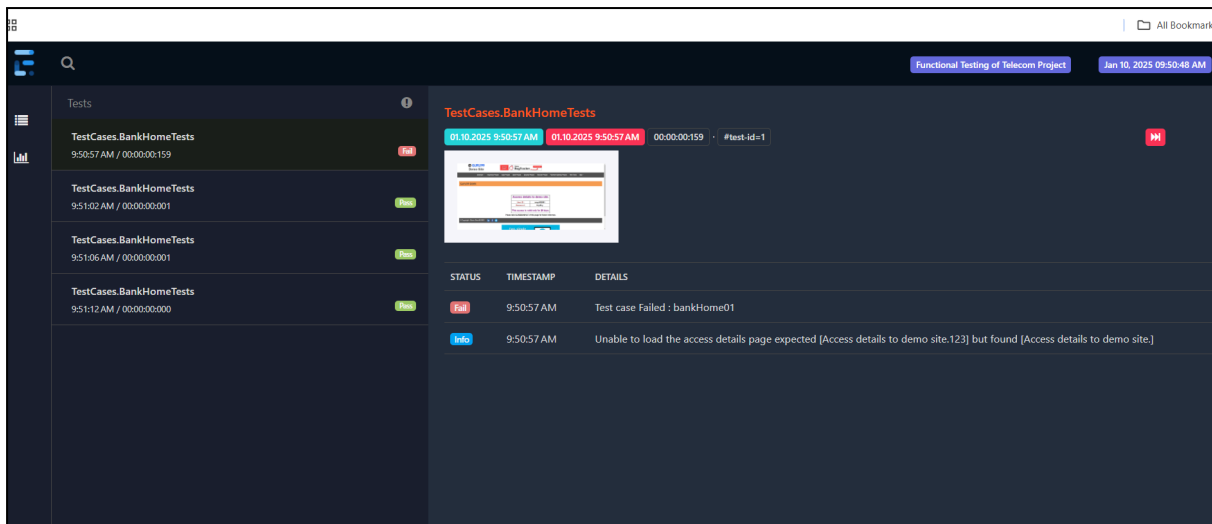 All Bookmark
Functional Testing of Telecom Project
Jan 10, 2025 09:50:48 AM
Tests
TestCases.BankHomeTests
9:50:57 AM / 00:00:00:159
Fail
TestCases.BankHomeTests
9:51:02 AM / 00:00:00:001
Pass
TestCases.BankHomeTests
9:51:06 AM / 00:00:00:001
Pass
TestCases.BankHomeTests
9:51:12 AM / 00:00:00:000
Pass
TestCases.BankHomeTests
01.10.2025 9:50:57 AM 01.10.2025 9:50:57 AM 00:00:00:159 · #test-id=1
STATUS TIMESTAMP DETAILS
Fail 9:50:57 AM Test case Failed : bankHome01
Info 9:50:57 AM Unable to load the access details page expected [Access details to demo site.123] but found [Access details to demo site.]